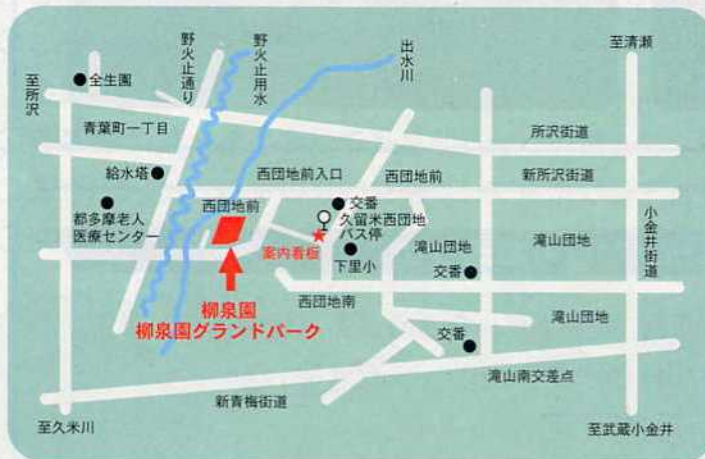 至所沢
全生園
野火止通り
野火止用水
出水川
至清瀬
青葉町一丁目
所沢街道
給水塔
西団地前入口
西団地前
新所沢街道
都多摩老人
医療センター
西団地前
交番
久留米西団地
バス停
案内看板
下里小
滝山団地
交番
滝山団地
小金井街道
柳泉園
柳泉園グランドパーク
西団地南
滝山団地
交番
滝山南交差点
新青梅街道
至久米川
至武蔵小金井